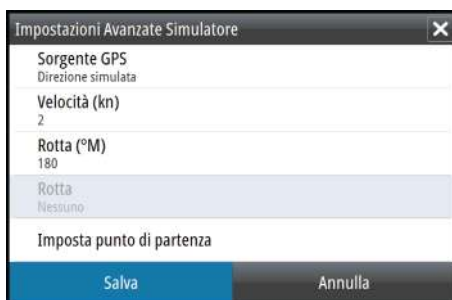 Impostazioni Avanzate Simulatore
Sorgente GPS
Direzione simulata
Velocità (kn)
2
Rotta (°M)
180
Rotta
Nessuno
Imposta punto di partenza
Salva
Annulla